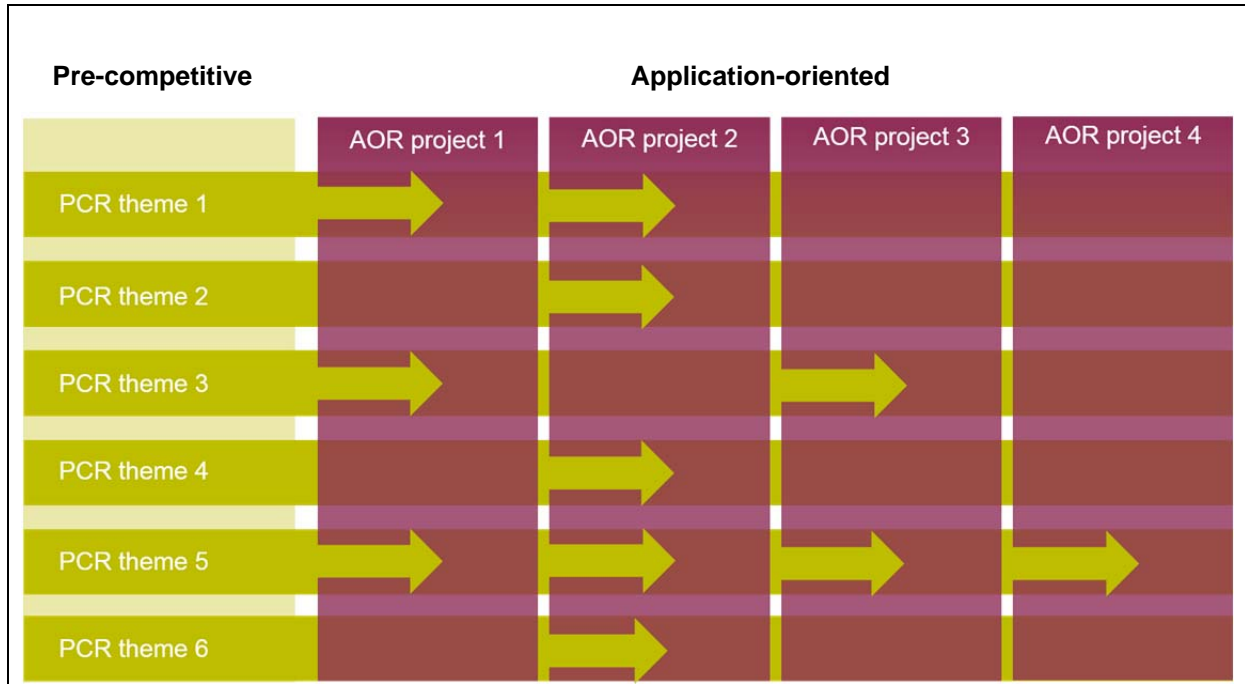 Pre-competitive
Application-oriented
AOR project 1
AOR project 2
AOR project 3
AOR project 4
PCR theme 1
PCR theme 2
PCR theme 3
PCR theme 4
PCR theme 5
PCR theme 6